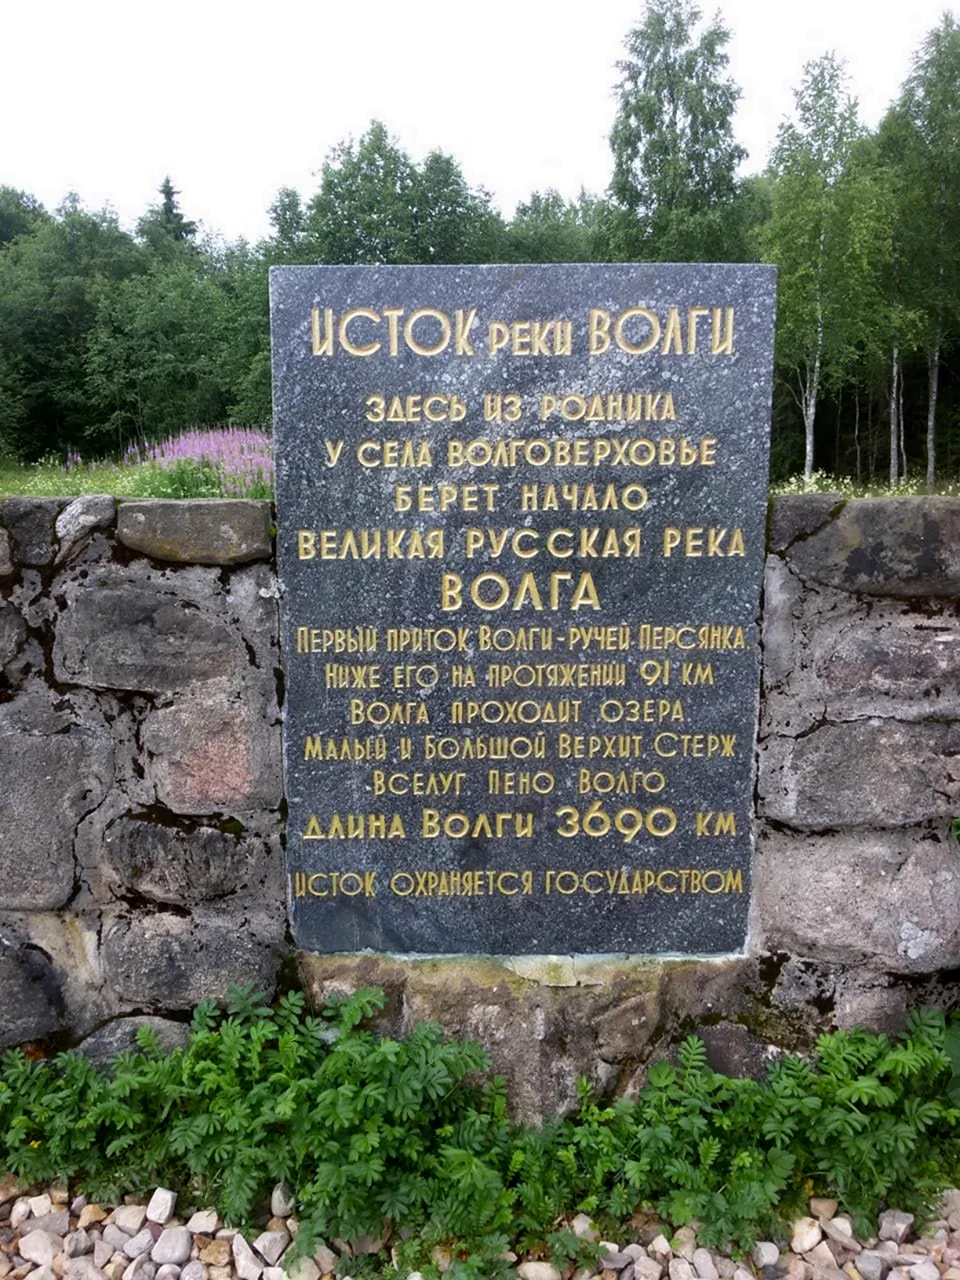 ИСТОК РЕКИ ВОЛГИ
ЗДЕСЬ ИЗ РОДНИКА
У СЕЛА ВОЛГОВЕРХОВЬЕ
БЕРЕТ НАЧАЛО
ВЕЛИКАЯ РУССКАЯ РЕКА
ВОЛГА
ПЕРВЫЙ ПРИТОК ВОЛГИ-РУЧЕЙ ПЕРСЯНКА.
НИЖЕ ЕГО НА ПРОТЯЖЕНИИ 91 КМ
ВОЛГА ПРОХОДИТ ОЗЕРА
МАЛЫЙ И БОЛЬШОЙ ВЕРХИТ СТЕРЖ
ВСЕЛУГ ПЕНО ВОЛГО
ДЛИНА ВОЛГИ 3690 КМ
ИСТОК ОХРАНЯЕТСЯ ГОСУДАРСТВОМ